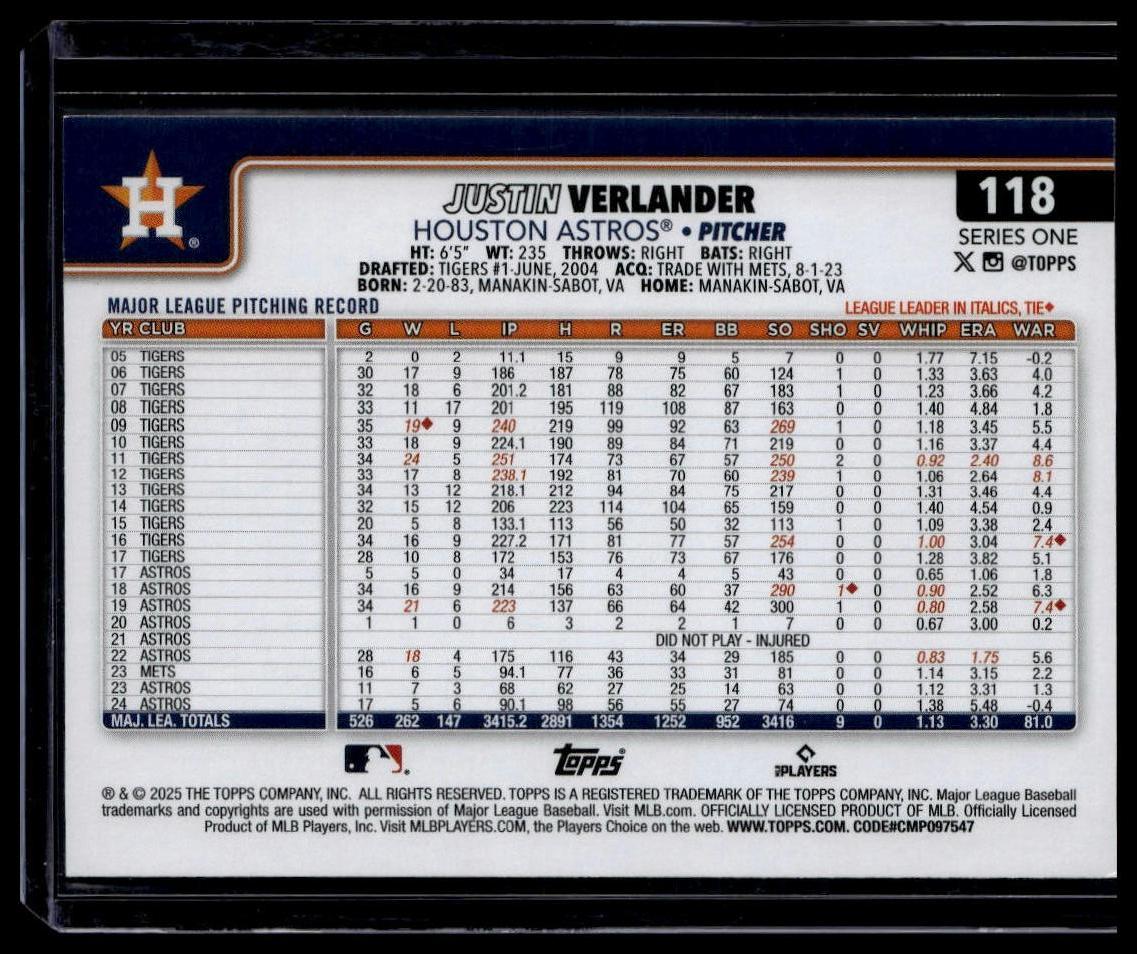 H®
JUSTIN VERLANDER
118
HOUSTON ASTROS® • PITCHER
SERIES ONE
HT: 6'5" WT: 235 THROWS: RIGHT BATS: RIGHT
@TOPPS
DRAFTED: TIGERS #1-JUNE, 2004 ACQ: TRADE WITH METS, 8-1-23
BORN: 2-20-83, MANAKIN-SABOT, VA HOME: MANAKIN-SABOT, VA
MAJOR LEAGUE PITCHING RECORD LEAGUE LEADER IN ITALICS, TIE◆
YR CLUB G W L IP H R ER BB SO SHO SV WHIP ERA WAR
05 TIGERS 2 0 2 11.1 15 9 9 5 7 0 0 1.77 7.15 -0.2
06 TIGERS 30 17 9 186 187 78 75 60 124 1 0 1.33 3.63 4.0
07 TIGERS 32 18 6 201.2 181 88 82 67 183 1 0 1.23 3.66 4.2
08 TIGERS 33 11 17 201 195 119 108 87 163 0 0 1.40 4.84 1.8
09 TIGERS 35 19◆ 9 240 219 99 92 63 269 1 0 1.18 3.45 5.5
10 TIGERS 33 18 9 224.1 190 89 84 71 219 0 0 1.16 3.37 4.4
11 TIGERS 34 24 5 251 174 73 67 57 250 2 0 0.92 2.40 8.6
12 TIGERS 33 17 8 238.1 192 81 70 60 239 1 0 1.06 2.64 8.1
13 TIGERS 34 13 12 218.1 212 94 84 75 217 0 0 1.31 3.46 4.4
14 TIGERS 32 15 12 206 223 114 104 65 159 0 0 1.40 4.54 0.9
15 TIGERS 20 5 8 133.1 113 56 50 32 113 1 0 1.09 3.38 2.4
16 TIGERS 34 16 9 227.2 171 81 77 57 254 0 0 1.00 3.04 7.4◆
17 TIGERS 28 10 8 172 153 76 73 67 176 0 0 1.28 3.82 5.1
17 ASTROS 5 5 0 34 17 4 4 5 43 0 0 0.65 1.06 1.8
18 ASTROS 34 16 9 214 156 63 60 37 290 1◆ 0 0.90 2.52 6.3
19 ASTROS 34 21 6 223 137 66 64 42 300 1 0 0.80 2.58 7.4◆
20 ASTROS 1 1 0 6 3 2 2 1 7 0 0 0.67 3.00 0.2
21 ASTROS DID NOT PLAY - INJURED
22 ASTROS 28 18 4 175 116 43 34 29 185 0 0 0.83 1.75 5.6
23 METS 16 6 5 94.1 77 36 33 31 81 0 0 1.14 3.15 2.2
23 ASTROS 11 7 3 68 62 27 25 14 63 0 0 1.12 3.31 1.3
24 ASTROS 17 5 6 90.1 98 56 55 27 74 0 0 1.38 5.48 -0.4
MAJ. LEA. TOTALS 526 262 147 3415.2 2891 1354 1252 952 3416 9 0 1.13 3.30 81.0
Topps® PLAYERS
® & © 2025 THE TOPPS COMPANY, INC. ALL RIGHTS RESERVED. TOPPS IS A REGISTERED TRADEMARK OF THE TOPPS COMPANY, INC. Major League Baseball
trademarks and copyrights are used with permission of Major League Baseball. Visit MLB.com. OFFICIALLY LICENSED PRODUCT OF MLB. Officially Licensed
Product of MLB Players, Inc. Visit MLBPLAYERS.COM, the Players Choice on the web. WWW.TOPPS.COM. CODE#CMP097547